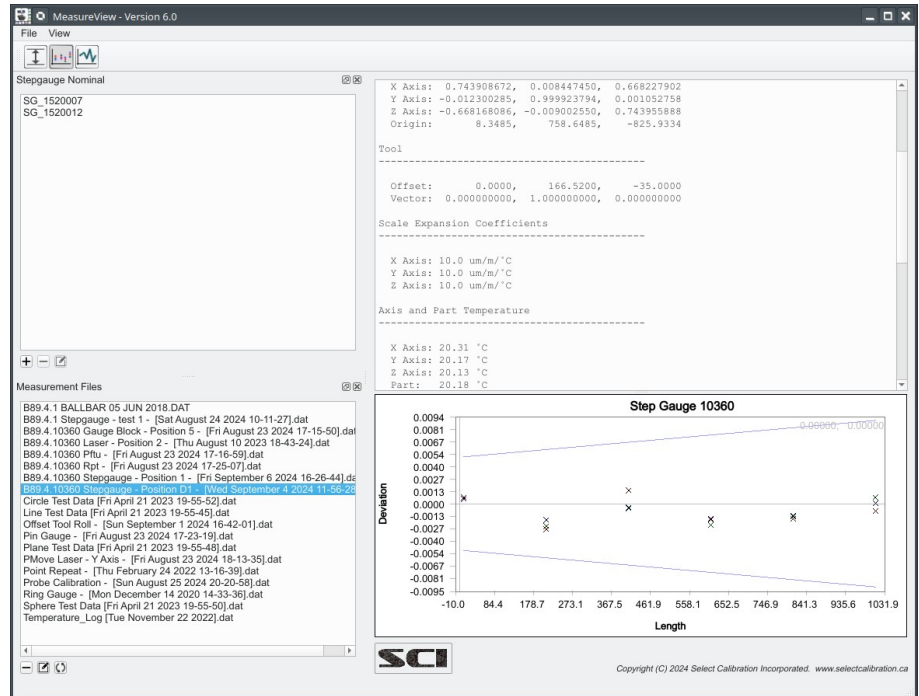 MeasureView - Version 6.0
File View
Stepgauge Nominal
SG_1520007
SG_1520012
Measurement Files
B89.4.1 BALLBAR 05 JUN 2018.DAT
B89.4.1 Stepgauge - test 1 - [Sat August 24 2024 10-11-27].dat
B89.4.10360 Gauge Block - Position 5 - [Fri August 23 2024 17-15-50].dat
B89.4.10360 Laser - Position 2 - [Thu August 10 2023 18-43-24].dat
B89.4.10360 Pftu - [Fri August 23 2024 17-16-59].dat
B89.4.10360 Rpt - [Fri August 23 2024 17-25-07].dat
B89.4.10360 Stepgauge - Position 1 - [Fri September 6 2024 16-26-44].da
B89.4.10360 Stepgauge - Position D1 - [Wed September 4 2024 11-56-28
Circle Test Data [Fri April 21 2023 19-55-52].dat
Line Test Data [Fri April 21 2023 19-55-45].dat
Offset Tool Roll - [Sun September 1 2024 16-42-01].dat
Pin Gauge - [Fri August 23 2024 17-23-19].dat
Plane Test Data [Fri April 21 2023 19-55-48].dat
PMove Laser - Y Axis - [Fri August 23 2024 18-13-35].dat
Point Repeat - [Thu February 24 2022 13-16-39].dat
Probe Calibration - [Sun August 25 2024 20-20-58].dat
Ring Gauge - [Mon December 14 2020 14-33-36].dat
Sphere Test Data [Fri April 21 2023 19-55-50].dat
Temperature_Log [Tue November 22 2022].dat
X Axis: 0.743908672, 0.008447450, 0.668227902
Y Axis: -0.012300285, 0.999923794, 0.001052758
Z Axis: -0.668168086, -0.009002550, 0.743955888
Origin: 8.3485, 758.6485, -825.9334
Tool
---------------------------------------------
Offset: 0.0000, 166.5200, -35.0000
Vector: 0.000000000, 1.000000000, 0.000000000
Scale Expansion Coefficients
---------------------------------------------
X Axis: 10.0 um/m/˚C
Y Axis: 10.0 um/m/˚C
Z Axis: 10.0 um/m/˚C
Axis and Part Temperature
---------------------------------------------
X Axis: 20.31 ˚C
Y Axis: 20.17 ˚C
Z Axis: 20.13 ˚C
Part: 20.18 ˚C
Step Gauge 10360
0.00000, 0.00000
Deviation
0.0094
0.0081
0.0067
0.0054
0.0040
0.0027
0.0013
0.0000
-0.0013
-0.0027
-0.0040
-0.0054
-0.0067
-0.0081
-0.0095
-10.0 84.4 178.7 273.1 367.5 461.9 558.1 652.5 746.9 841.3 935.6 1031.9
Length
SCI
Copyright (C) 2024 Select Calibration Incorporated. www.selectcalibration.ca